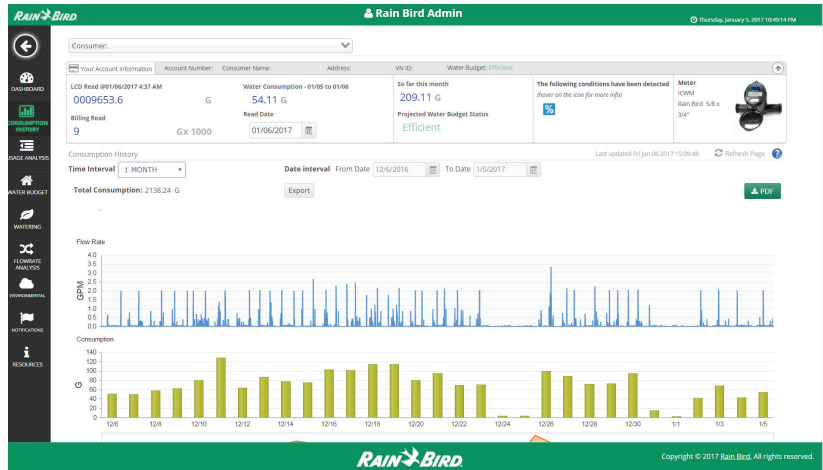 RAIN BIRD
Rain Bird Admin
Thursday, January 5, 2017 10:49:14 PM
Consumer:
Your Account Information
Account Number:
Consumer Name:
Address:
VN ID:
Water Budget: Efficient
LCD Read @01/06/2017 4:37 AM
0009653.6 G
Billing Read
9 Gx 1000
Water Consumption - 01/05 to 01/06
54.11 G
Read Date
01/06/2017
So far this month
209.11 G
Projected Water Budget Status
Efficient
The following conditions have been detected
(hover on the icon for more info)
%
Meter
ICWM
Rain Bird 5/8 x
3/4"
DASHBOARD
CONSUMPTION
HISTORY
USAGE ANALYSIS
WATER BUDGET
WATERING
FLOWRATE
ANALYSIS
ENVIRONMENTAL
NOTIFICATIONS
RESOURCES
Consumption History
Last updated Fri Jan 06 2017 15:09:48
Refresh Page
?
Time Interval 1 MONTH
Date interval From Date 12/6/2016 To Date 1/5/2017
Total Consumption: 2138.24 G
Export
PDF
Flow Rate
GPM
4.0
3.5
3.0
2.5
2.0
1.5
1.0
0.5
0.0
Consumption
G
140
120
100
80
60
40
20
0
12/6 12/8 12/10 12/12 12/14 12/16 12/18 12/20 12/22 12/24 12/26 12/28 12/30 1/1 1/3 1/5
RAIN BIRD.
Copyright © 2017 Rain Bird, All rights reserved.